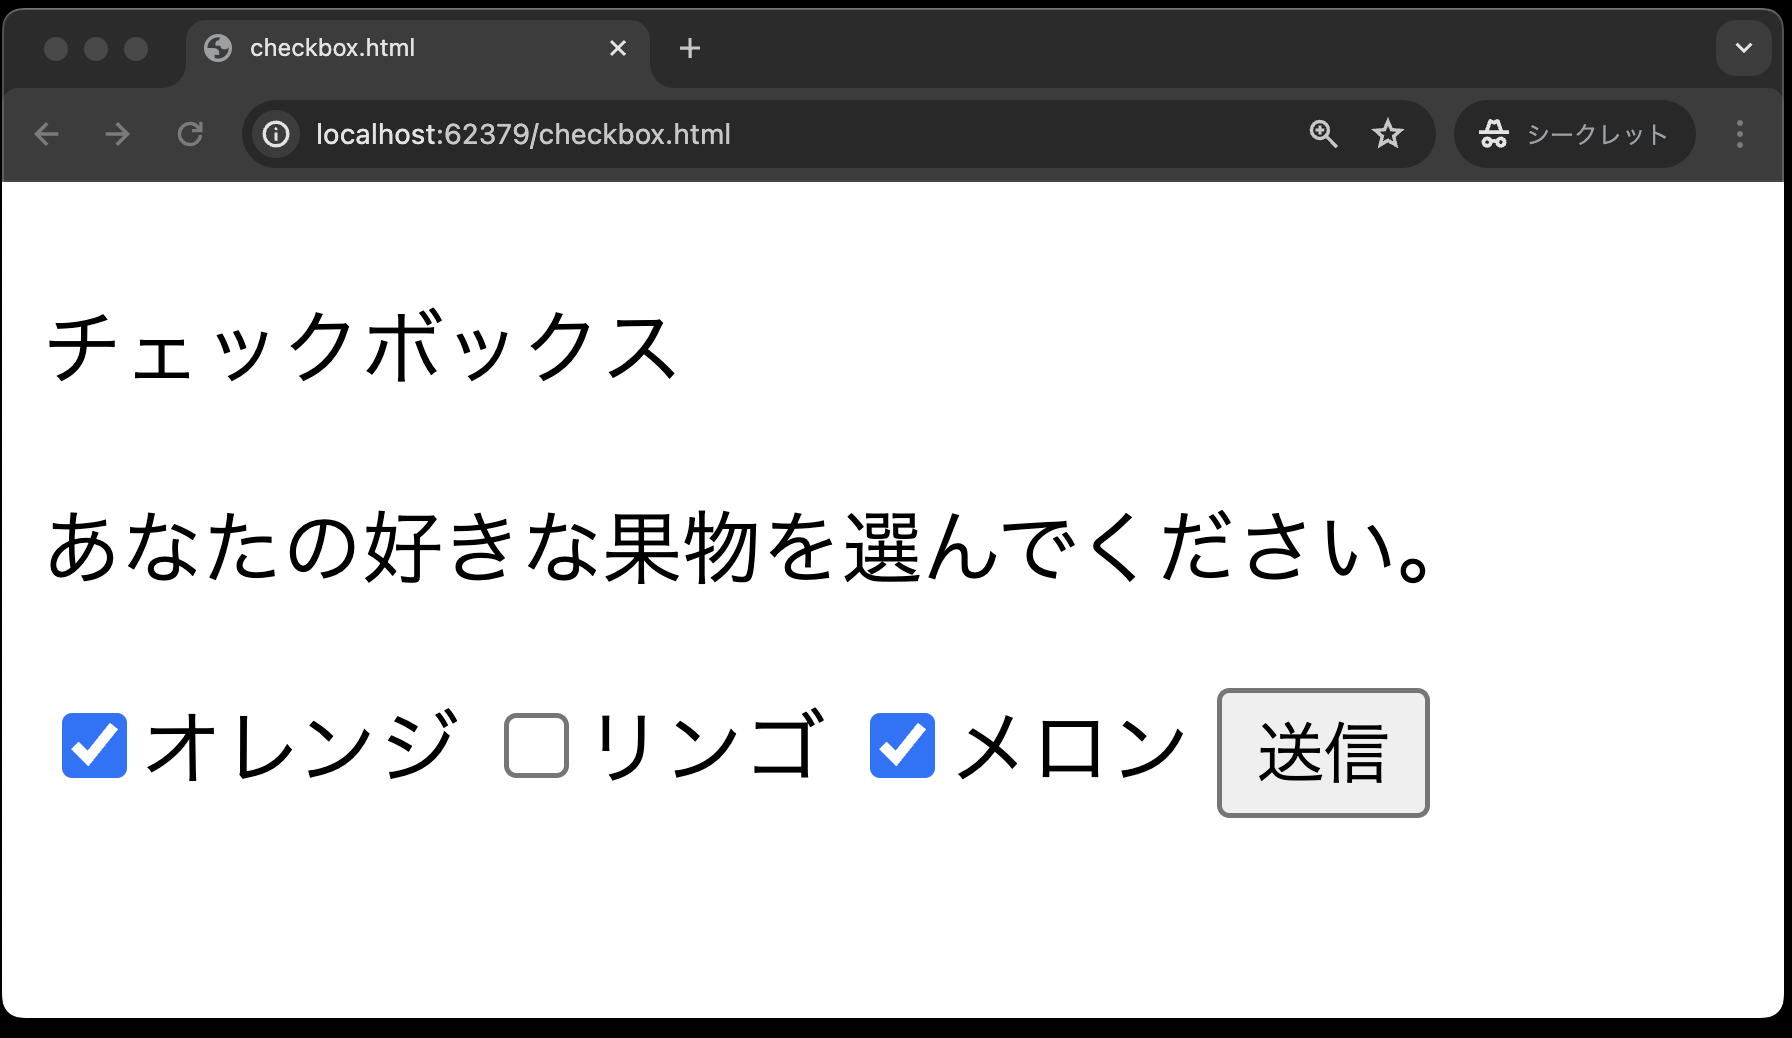 checkbox.html
localhost:62379/checkbox.html シークレット
チェックボックス
あなたの好きな果物を選んでください。
オレンジ リンゴ メロン 送信